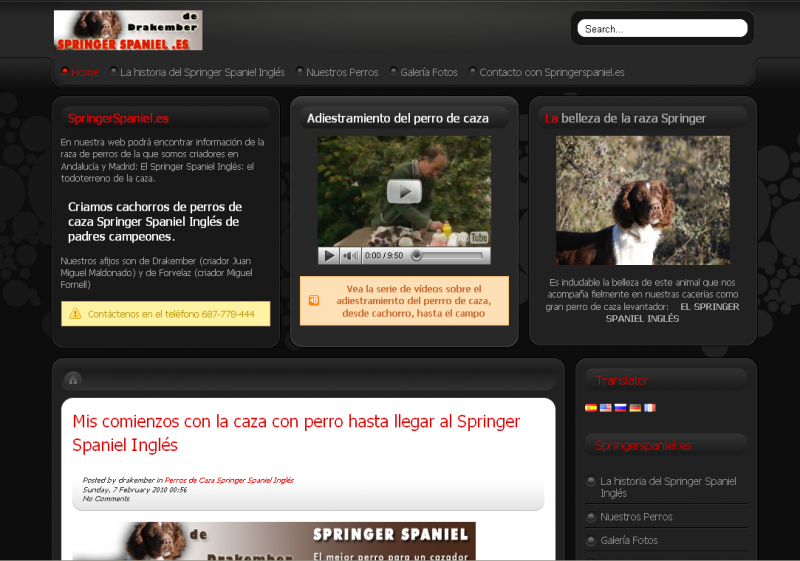 de
Drakember
SPRINGER SPANIEL .ES
Search...
Home
La historia del Springer Spaniel Inglés
Nuestros Perros
Galería Fotos
Contacto con Springerspaniel.es
SpringerSpaniel.es
En nuestra web podrá encontrar información de la
raza de perros de la que somos criadores en
Andalucía y Madrid: El Springer Spaniel Inglés: el
todoterreno de la caza.
Criamos cachorros de perros de
caza Springer Spaniel Inglés de
padres campeones.
Nuestros afijos son de Drakember (criador Juan
Miguel Maldonado) y de Forvelaz (criador Miguel
Fornell)
Contáctenos en el teléfono 687-778-444
Adiestramiento del perro de caza
Tube
0:00 / 9:50
Vea la serie de vídeos sobre el
adiestramiento del perrro de caza,
desde cachorro, hasta el campo
La belleza de la raza Springer
Es indudable la belleza de este animal que nos
acompaña fielmente en nuestras cacerías como
gran perro de caza levantador: EL SPRINGER
SPANIEL INGLÉS
Mis comienzos con la caza con perro hasta llegar al Springer
Spaniel Inglés
Posted by drakember in Perros de Caza Springer Spaniel Inglés
Sunday, 7 February 2010 00:56
No Comments
de
Drakember
SPRINGER SPANIEL
El mejor perro para un cazador
Translator
Springerspaniel.es
La historia del Springer Spaniel
Inglés
Nuestros Perros
Galería Fotos